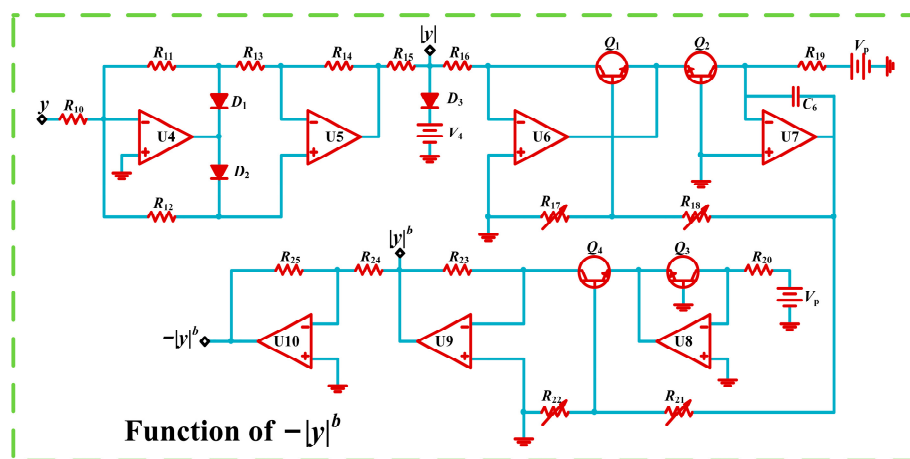 |y|
Q₁
Q₂
R₁₁
R₁₃
R₁₄
R₁₅
R₁₆
R₁₉
Vₚ
y
R₁₀
D₁
D₃
C₆
−
U4
+
−
U5
+
V₄
−
U6
+
−
U7
+
D₂
R₁₂
R₁₇
R₁₈
|y|ᵇ
Q₄
Q₃
R₂₅
R₂₄
R₂₃
R₂₀
Vₚ
−|y|ᵇ
−
U10
+
−
U9
+
−
U8
+
R₂₂
R₂₁
Function of −|y|ᵇ